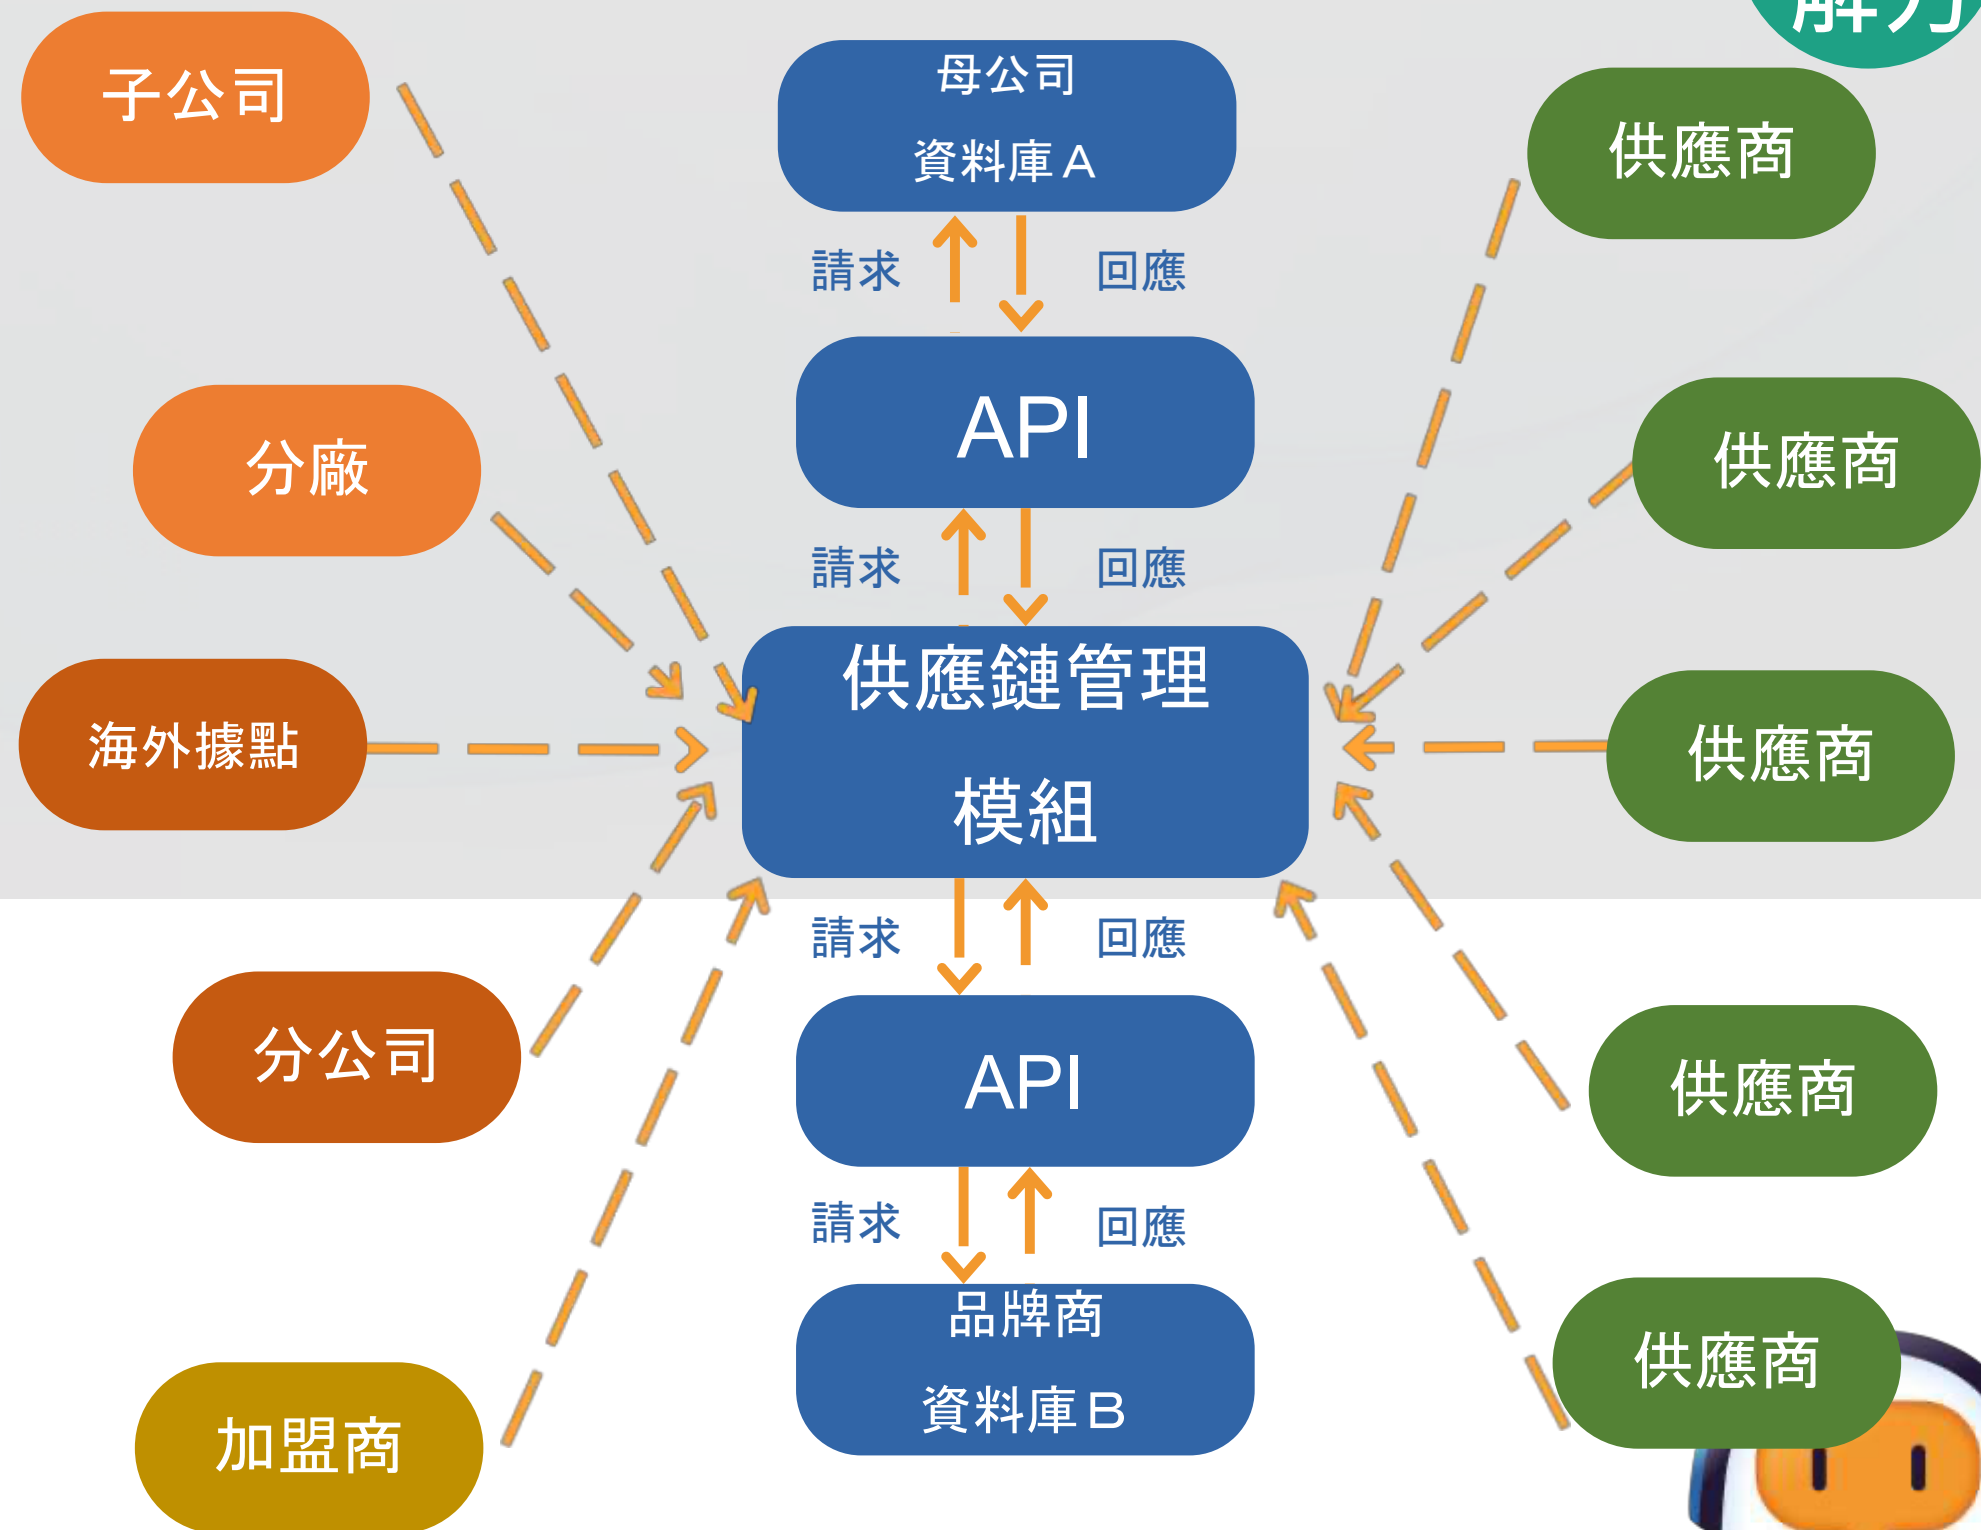 解方
子公司
母公司
資料庫A
供應商
請求
回應
API
分廠
供應商
請求
回應
供應鏈管理
模組
海外據點
供應商
請求
回應
分公司
API
供應商
請求
回應
品牌商
資料庫B
供應商
加盟商